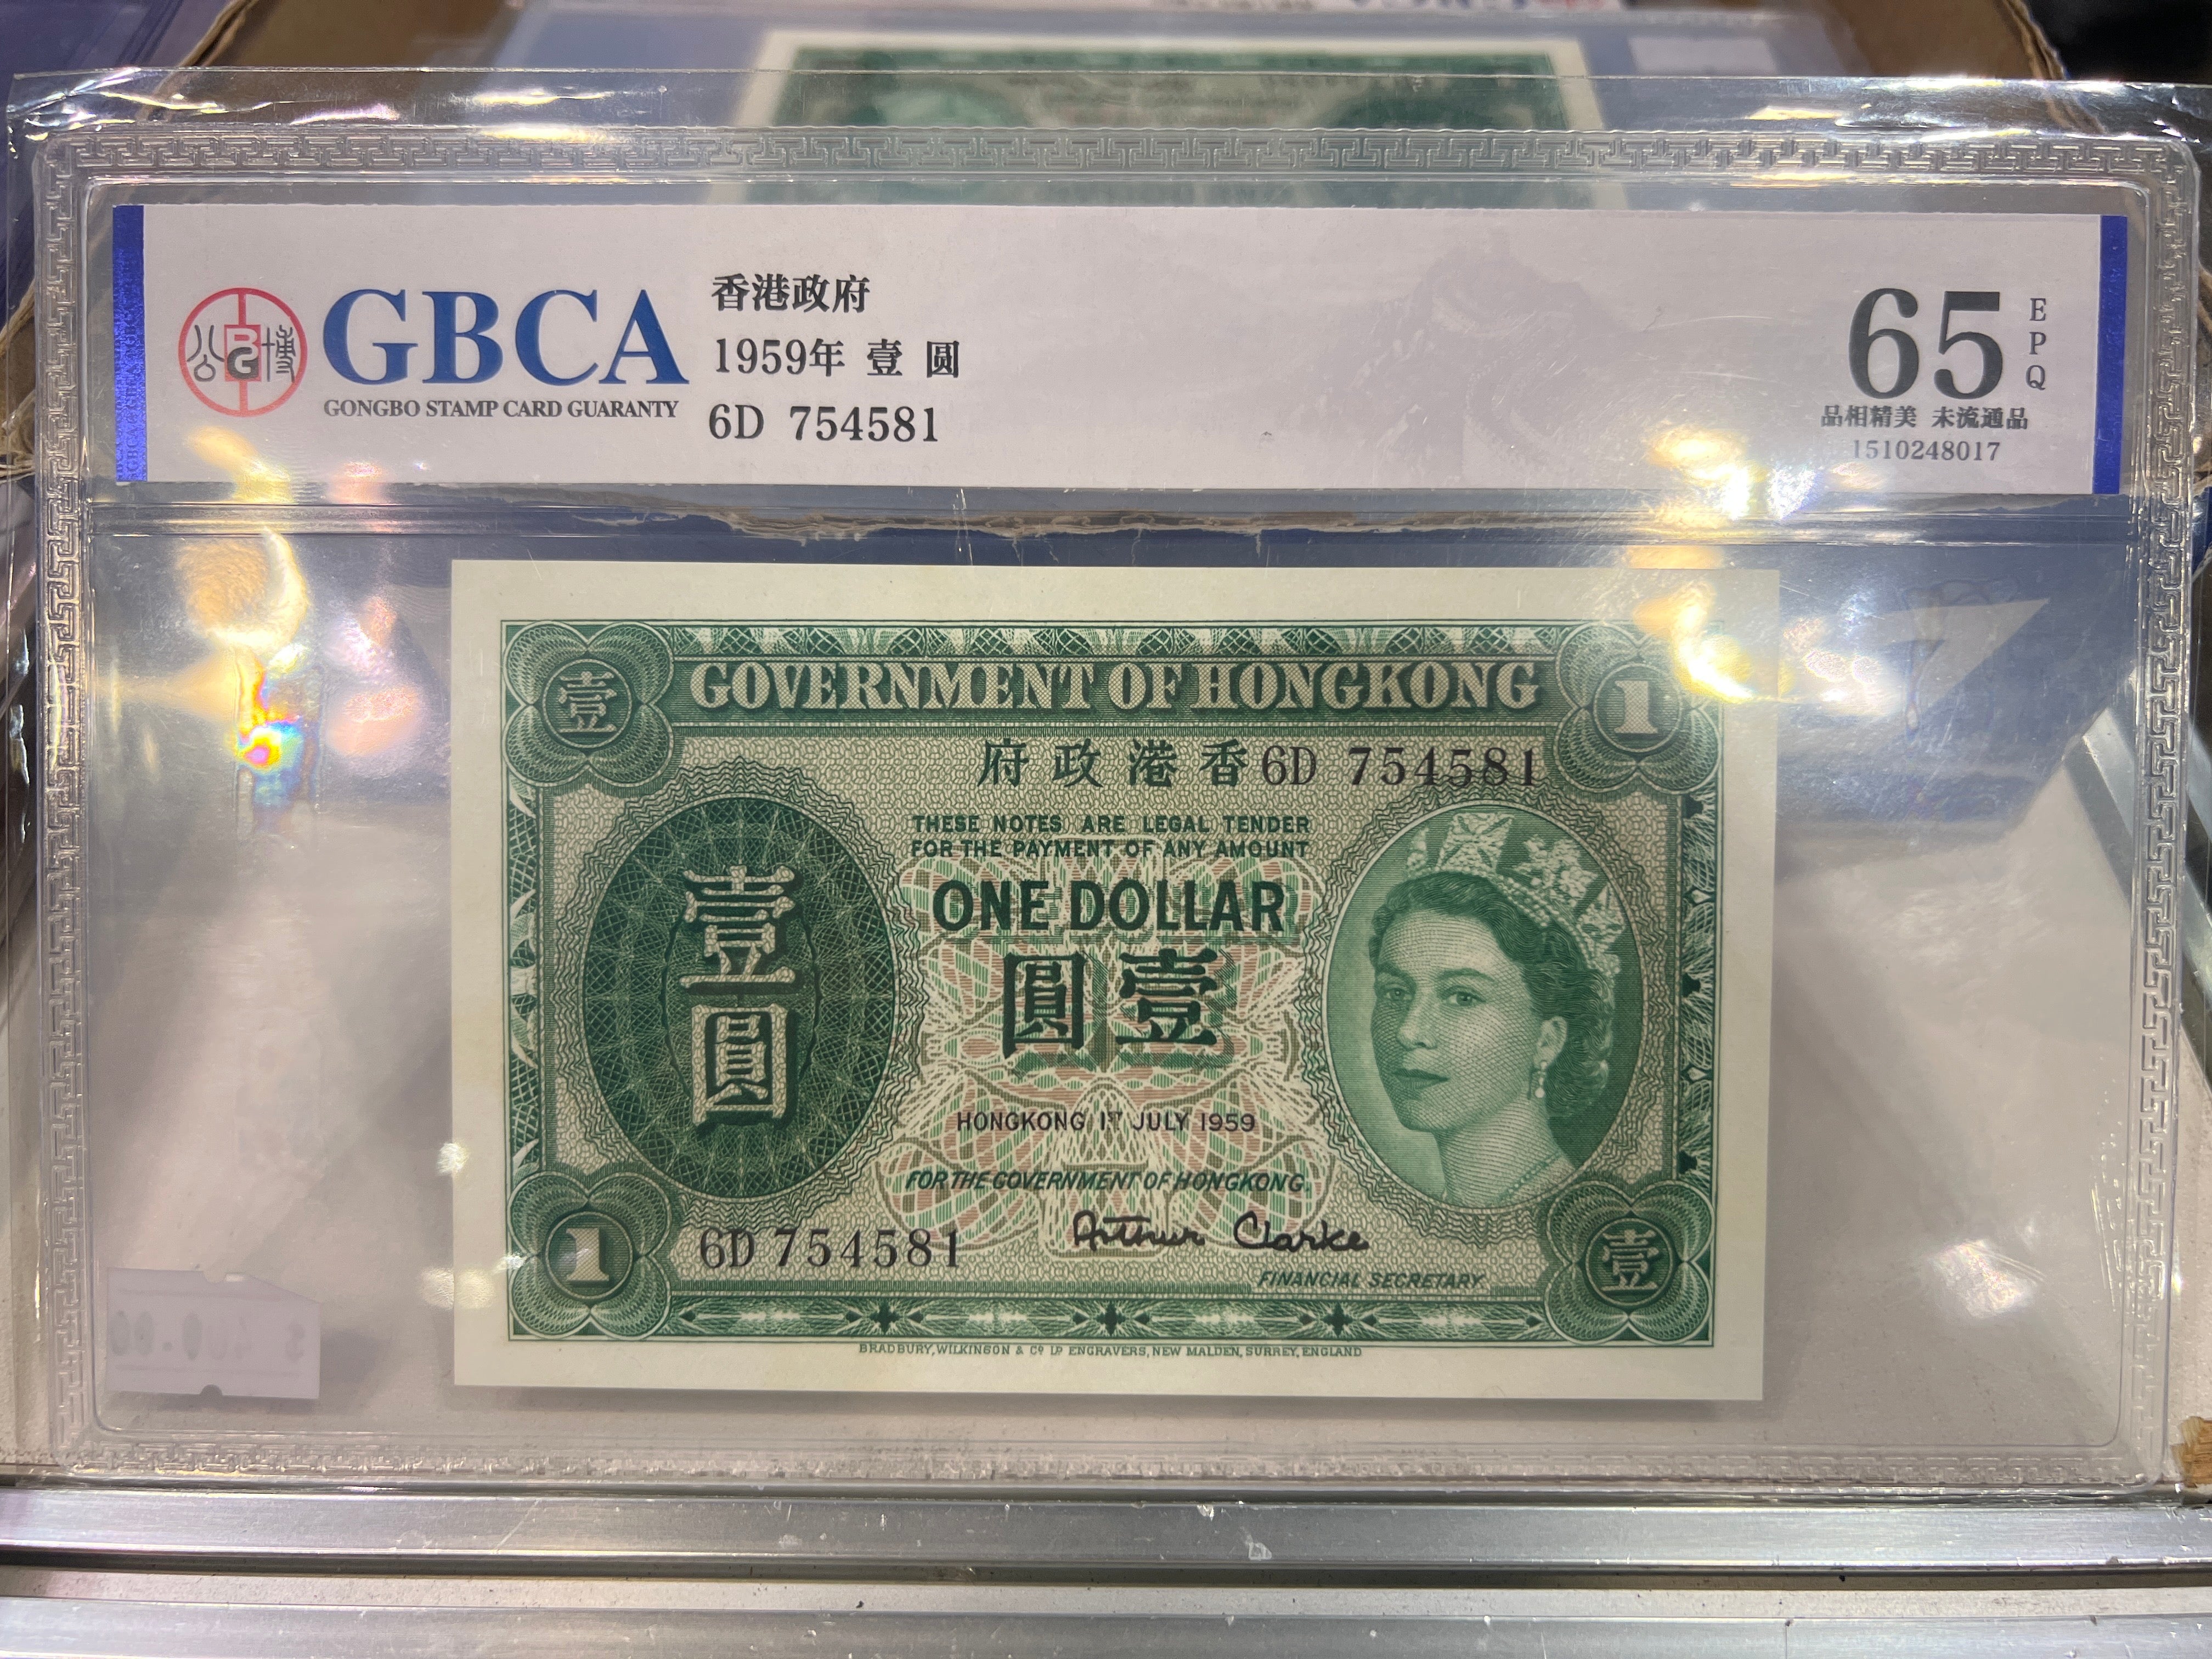 GBCA
GONGBO STAMP CARD GUARANTY
公博
BG
香港政府
1959年 壹 圆
6D 754581
65
EPQ
品相精美 未流通品
1510248017
壹
GOVERNMENT OF HONGKONG
1
府政港香 6D 754581
THESE NOTES ARE LEGAL TENDER
FOR THE PAYMENT OF ANY AMOUNT
ONE DOLLAR
圓壹
壹圓
HONGKONG 1ST JULY 1959
FOR THE GOVERNMENT OF HONGKONG.
6D 754581
Arthur Clarke
FINANCIAL SECRETARY
1
壹
BRADBURY, WILKINSON & Co Ld ENGRAVERS, NEW MALDEN, SURREY, ENGLAND